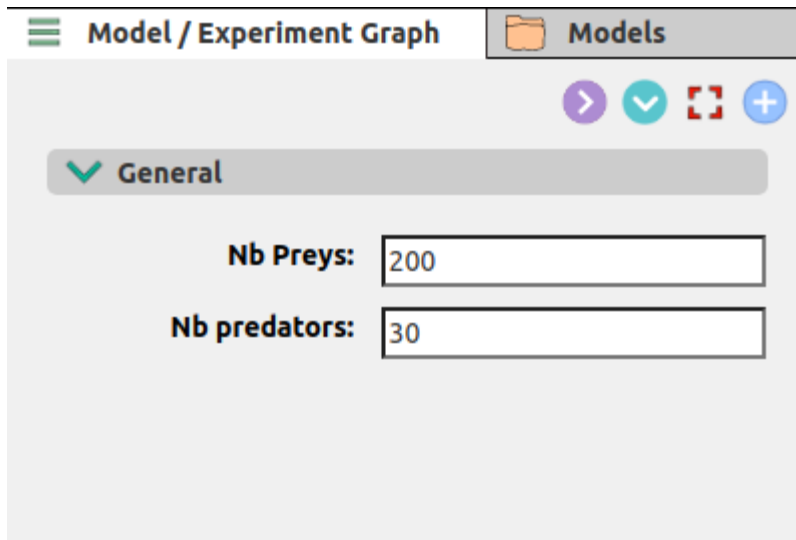 Model / Experiment Graph Models
General
Nb Preys: 200
Nb predators: 30